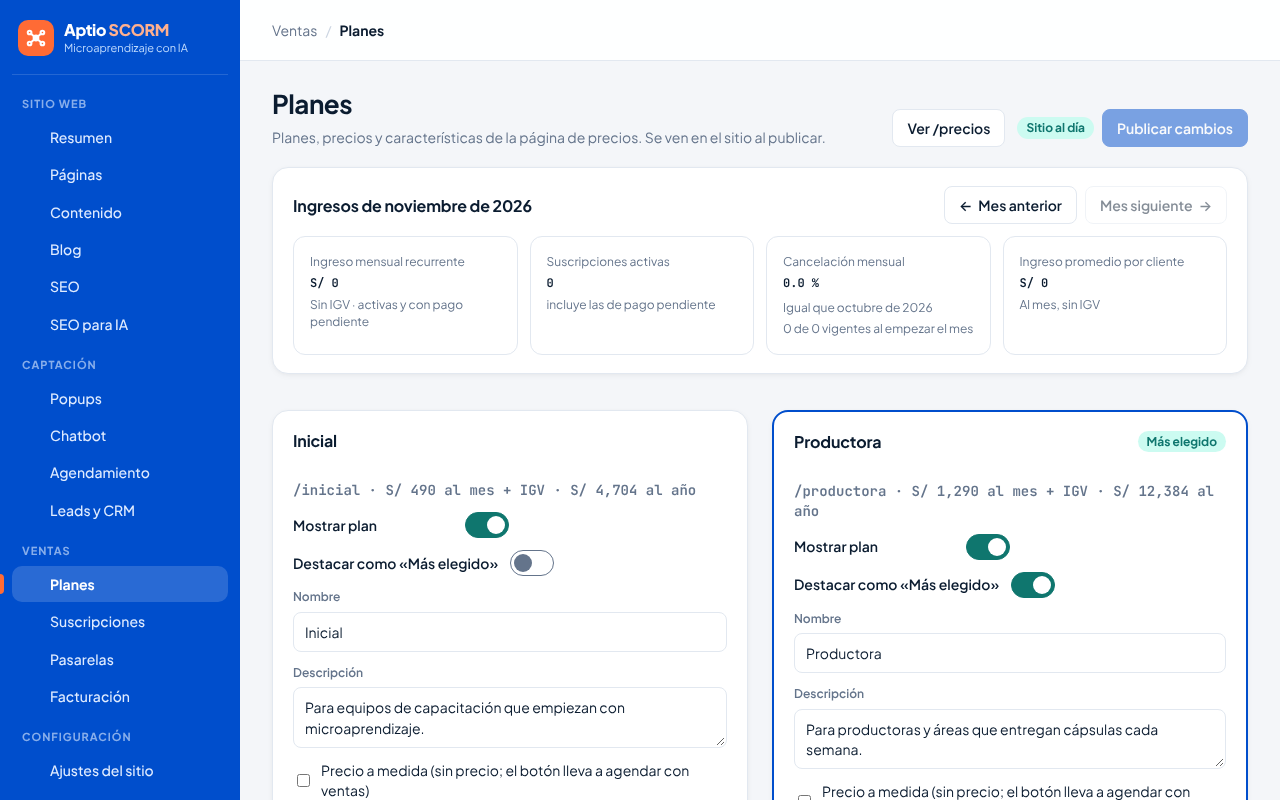 Aptio SCORM
Microaprendizaje con IA
SITIO WEB
Resumen
Páginas
Contenido
Blog
SEO
SEO para IA
CAPTACIÓN
Popups
Chatbot
Agendamiento
Leads y CRM
VENTAS
Planes
Suscripciones
Pasarelas
Facturación
CONFIGURACIÓN
Ajustes del sitio
Ventas / Planes
Planes
Planes, precios y características de la página de precios. Se ven en el sitio al publicar.
Ver /precios
Sitio al día
Publicar cambios
Ingresos de noviembre de 2026
← Mes anterior
Mes siguiente →
Ingreso mensual recurrente
S/ 0
Sin IGV · activas y con pago
pendiente
Suscripciones activas
0
incluye las de pago pendiente
Cancelación mensual
0.0 %
Igual que octubre de 2026
0 de 0 vigentes al empezar el mes
Ingreso promedio por cliente
S/ 0
Al mes, sin IGV
Inicial
/inicial · S/ 490 al mes + IGV · S/ 4,704 al año
Mostrar plan
Destacar como «Más elegido»
Nombre
Inicial
Descripción
Para equipos de capacitación que empiezan con
microaprendizaje.
Precio a medida (sin precio; el botón lleva a agendar con
ventas)
Productora
Más elegido
/productora · S/ 1,290 al mes + IGV · S/ 12,384 al
año
Mostrar plan
Destacar como «Más elegido»
Nombre
Productora
Descripción
Para productoras y áreas que entregan cápsulas cada
semana.
Precio a medida (sin precio; el botón lleva a agendar con